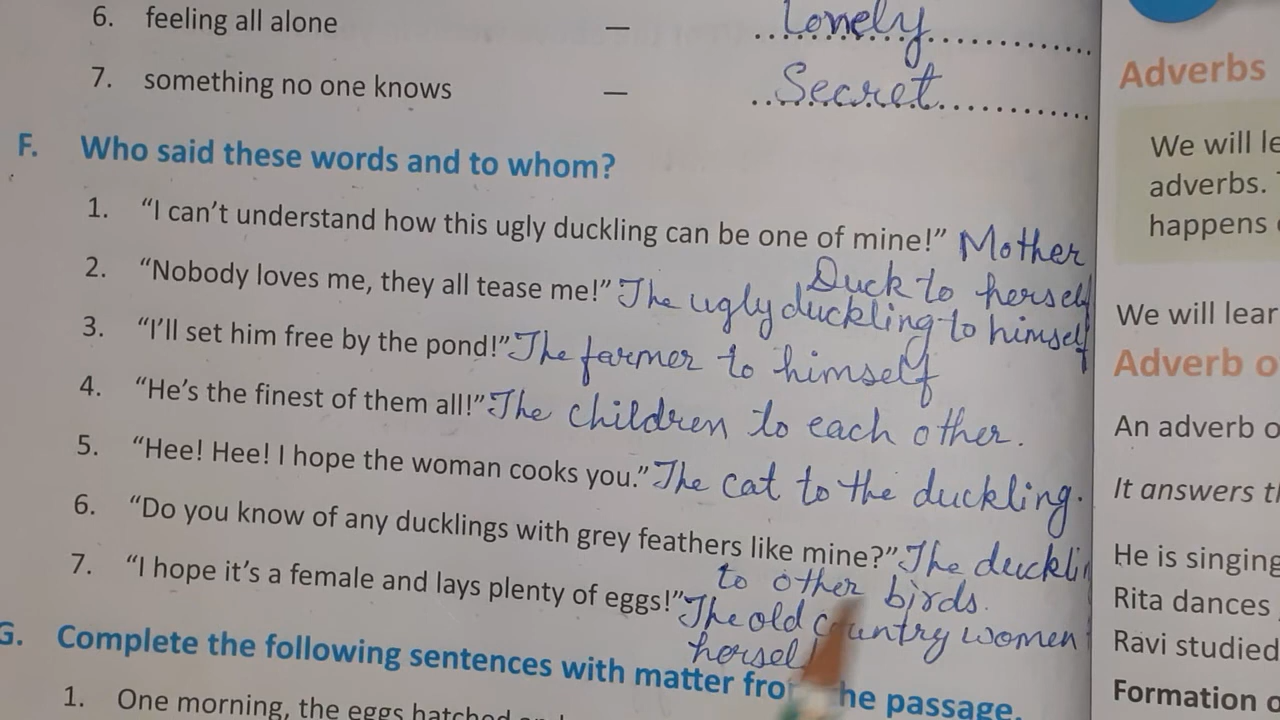 6. feeling all alone – Lonely
7. something no one knows – Secret
F. Who said these words and to whom?
1. “I can’t understand how this ugly duckling can be one of mine!” Mother
Duck to herself
2. “Nobody loves me, they all tease me!” The ugly duckling to himself
3. “I’ll set him free by the pond!” The farmer to himself
4. “He’s the finest of them all!” The children to each other.
5. “Hee! Hee! I hope the woman cooks you.” The cat to the duckling.
6. “Do you know of any ducklings with grey feathers like mine?” The duckli
to other birds.
7. “I hope it’s a female and lays plenty of eggs!” The old country women
G. Complete the following sentences with matter the passage.
1. One morning, the eggs hatched
Adverbs
We will le
adverbs.
happens
We will lear
Adverb o
An adverb o
It answers th
He is singing
Rita dances
Ravi studied
Formation o